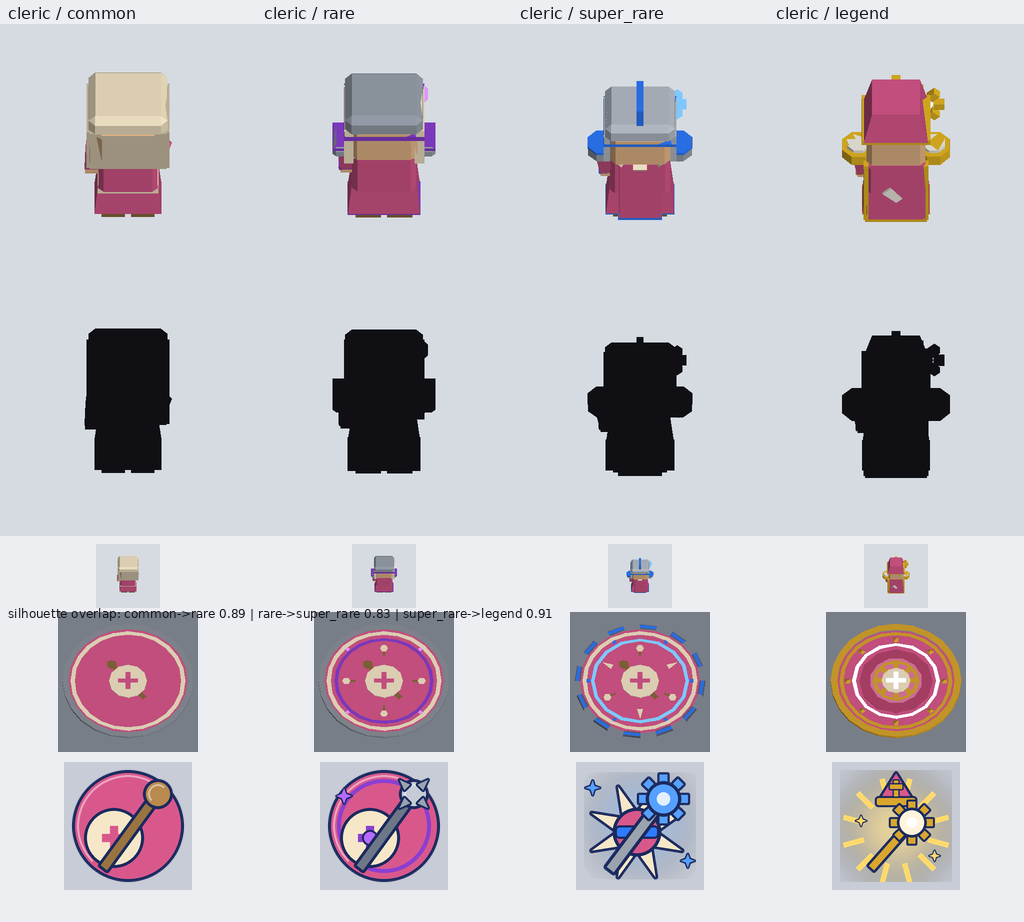 cleric / common
cleric / rare
cleric / super_rare
cleric / legend
silhouette overlap: common->rare 0.89 | rare->super_rare 0.83 | super_rare->legend 0.91